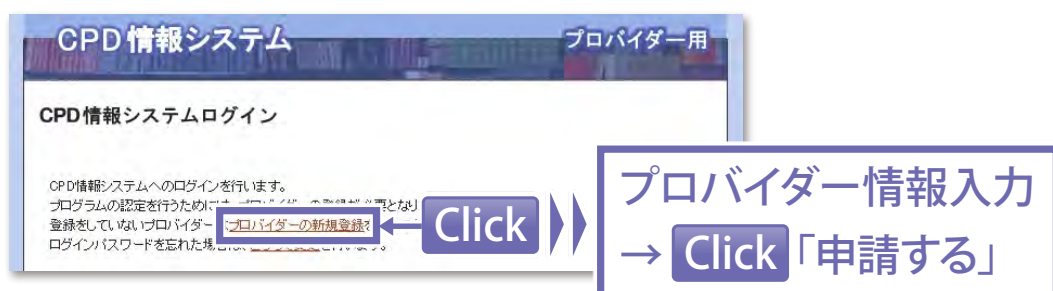 CPD情報システム
プロバイダー用
CPD情報システムログイン
CPD情報システムへのログインを行います。
プログラムの認定を行うために
要となり
登録をしていないプロバイダー
プロバイダーの新規登録
ログインパスワードを忘れた場
Click
プロバイダー情報入力
→ Click「申請する」